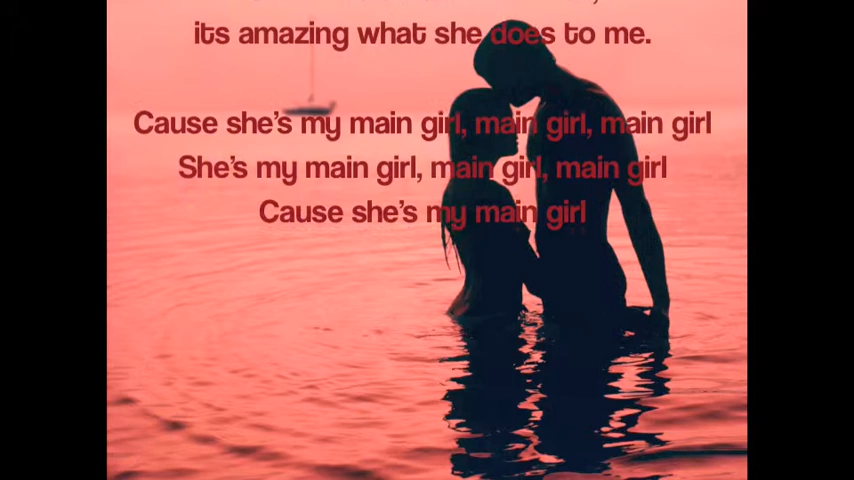 its amazing what she does to me.
Cause she's my main girl, main girl, main girl
She's my main girl, main girl, main girl
Cause she's my main girl